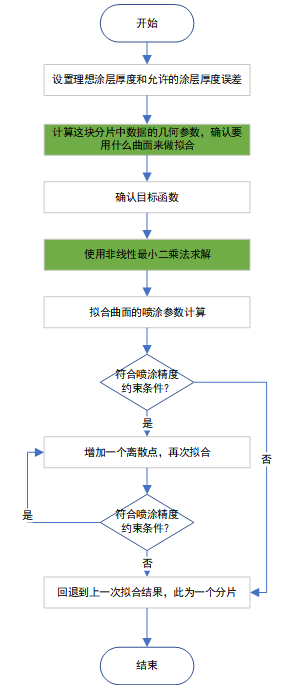 开始
设置理想涂层厚度和允许的涂层厚度误差
计算这块分片中数据的几何参数，确认要
用什么曲面来做拟合
确认目标函数
使用非线性最小二乘法求解
拟合曲面的喷涂参数计算
符合喷涂精度
约束条件？
是
否
增加一个离散点，再次拟合
是
符合喷涂精度
约束条件？
否
回退到上一次拟合结果，此为一个分片
结束